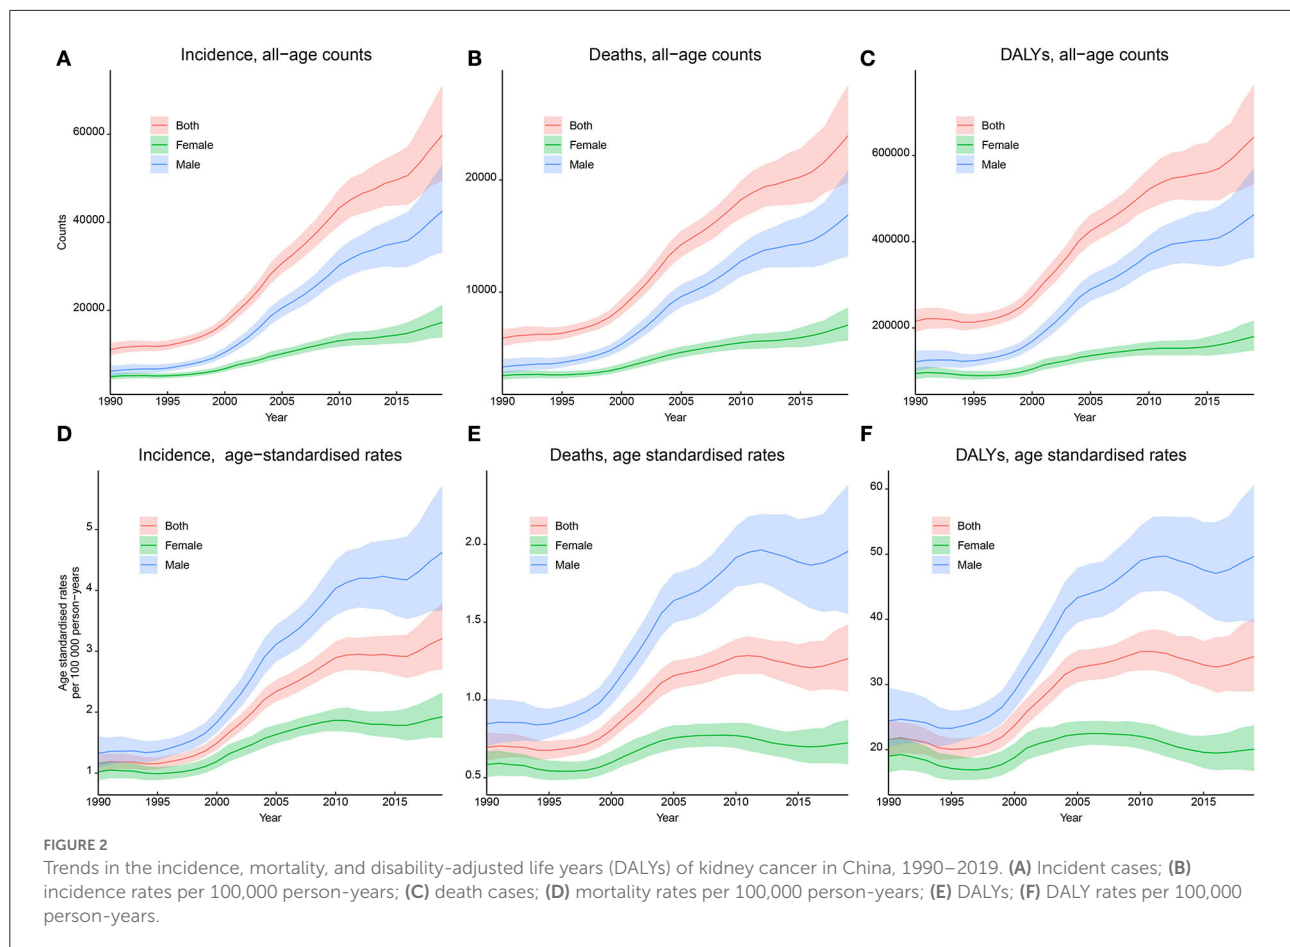 A
Incidence, all-age counts
Counts
60000
40000
20000
Both
Female
Male
1990 1995 2000 2005 2010 2015
Year
B
Deaths, all-age counts
20000
10000
Both
Female
Male
1990 1995 2000 2005 2010 2015
Year
C
DALYs, all-age counts
600000
400000
200000
Both
Female
Male
1990 1995 2000 2005 2010 2015
Year
D
Incidence, age-standardised rates
Age standardised rates
per 100 000 person-years
5
4
3
2
1
Both
Female
Male
1990 1995 2000 2005 2010 2015
Year
E
Deaths, age standardised rates
2.0
1.5
1.0
0.5
Both
Female
Male
1990 1995 2000 2005 2010 2015
Year
F
DALYs, age standardised rates
60
50
40
30
20
Both
Female
Male
1990 1995 2000 2005 2010 2015
Year
FIGURE 2
Trends in the incidence, mortality, and disability-adjusted life years (DALYs) of kidney cancer in China, 1990–2019. (A) Incident cases; (B)
incidence rates per 100,000 person-years; (C) death cases; (D) mortality rates per 100,000 person-years; (E) DALYs; (F) DALY rates per 100,000
person-years.